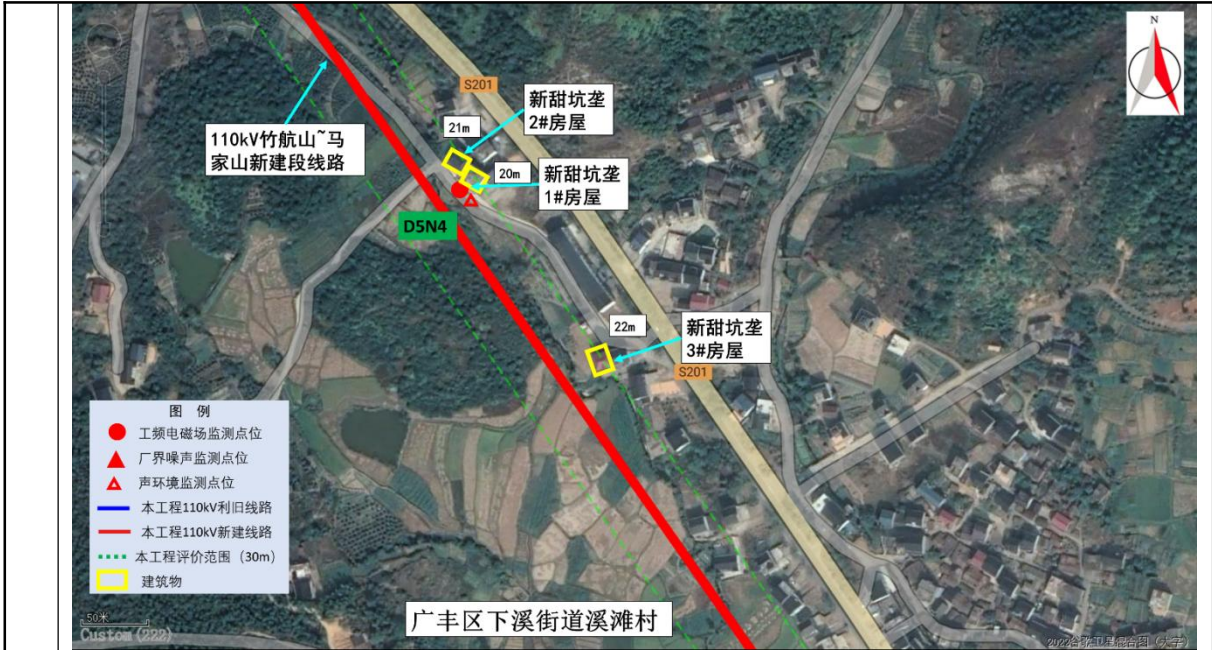 N
S201
新甜坑垄
2#房屋
21m
110kV竹航山~马
家山新建段线路
20m
新甜坑垄
1#房屋
D5N4
22m
新甜坑垄
3#房屋
S201
图 例
工频电磁场监测点位
厂界噪声监测点位
声环境监测点位
本工程110kV利旧线路
本工程110kV新建线路
本工程评价范围（30m）
建筑物
50米
Custom (222)
广丰区下溪街道溪滩村